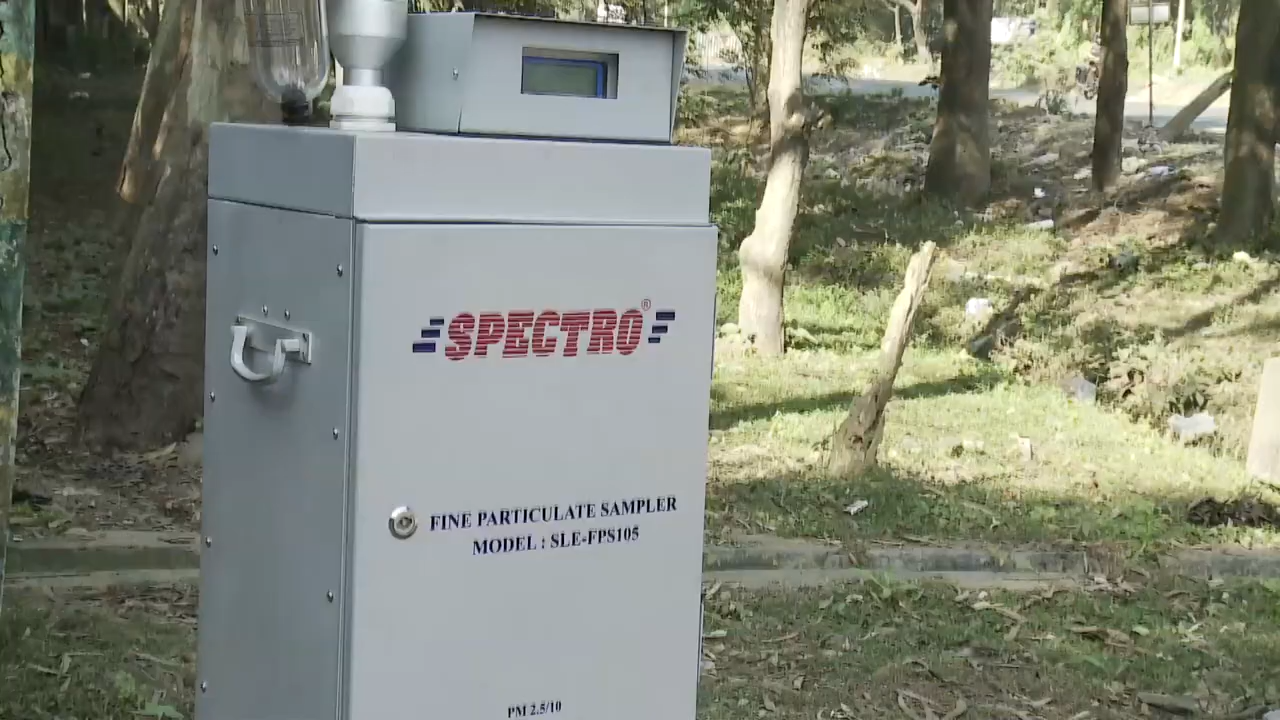 SPECTRO®
FINE PARTICULATE SAMPLER
MODEL : SLE-FPS105
PM 2.5/10